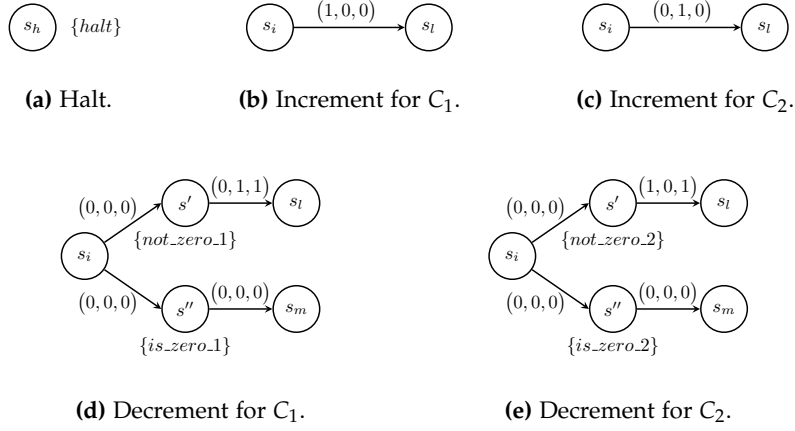 s_h {halt} s_i (1, 0, 0) s_l s_i (0, 1, 0) s_l
(a) Halt. (b) Increment for C_1. (c) Increment for C_2.
(0, 0, 0) s′ (0, 1, 1) s_l (0, 0, 0) s′ (1, 0, 1) s_l
{not_zero_1} {not_zero_2}
s_i s_i
(0, 0, 0) s″ (0, 0, 0) s_m (0, 0, 0) s″ (0, 0, 0) s_m
{is_zero_1} {is_zero_2}
(d) Decrement for C_1. (e) Decrement for C_2.